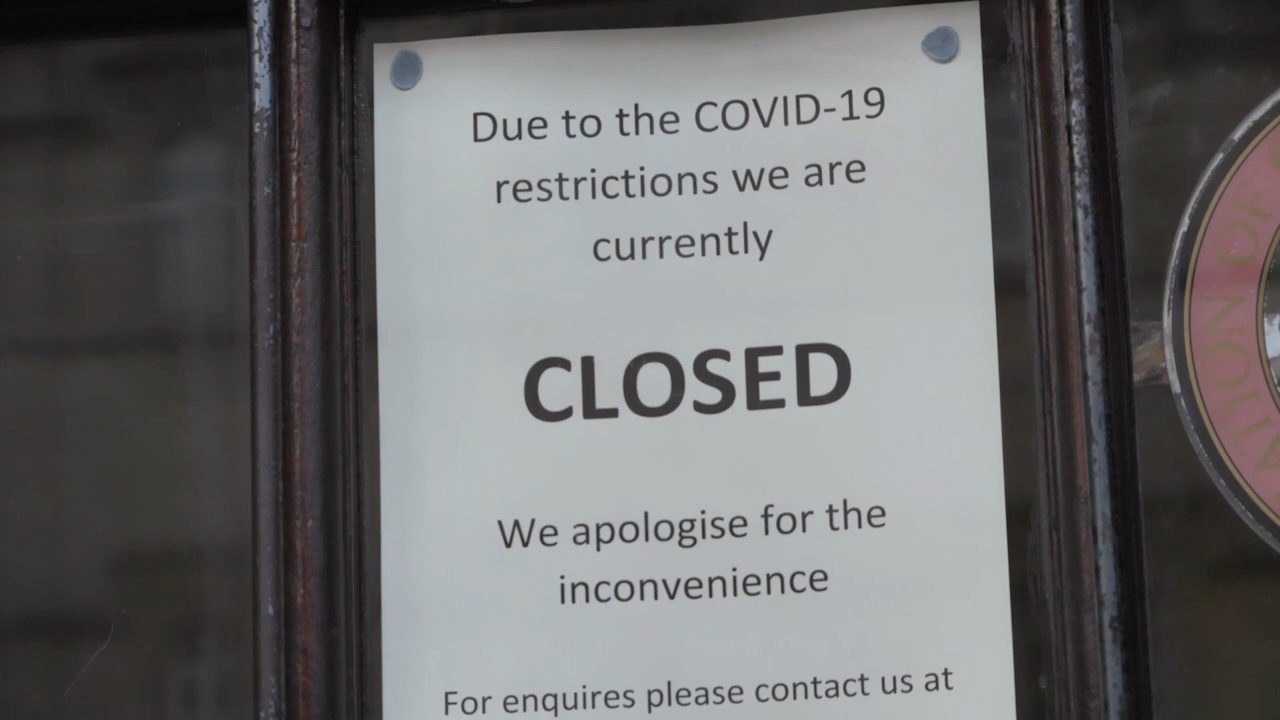 Due to the COVID-19
restrictions we are
currently
CLOSED
We apologise for the
inconvenience
For enquires please contact us at